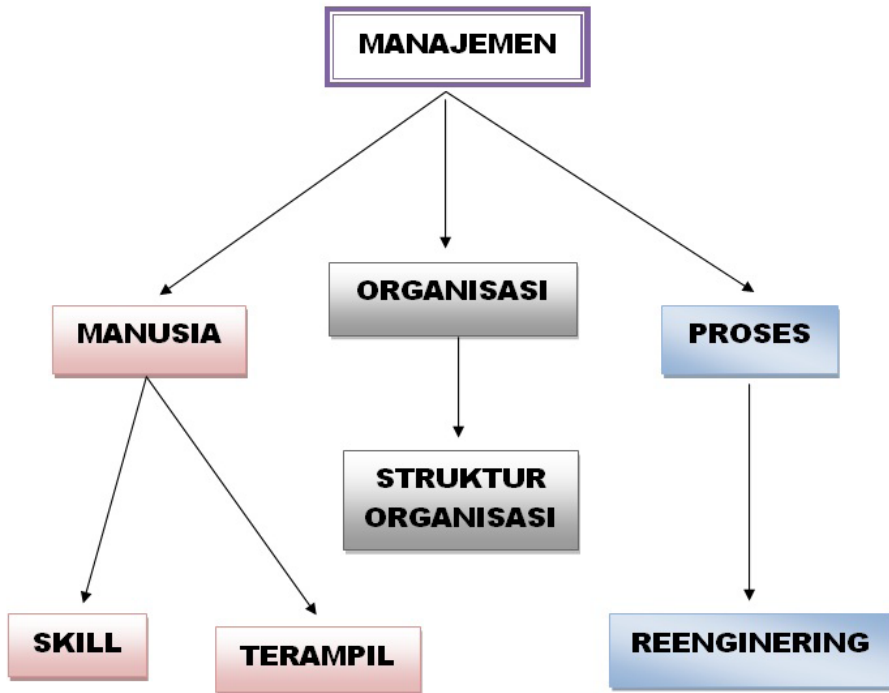 MANAJEMEN
ORGANISASI
MANUSIA
PROSES
STRUKTUR
ORGANISASI
SKILL
TERAMPIL
REENGINERING